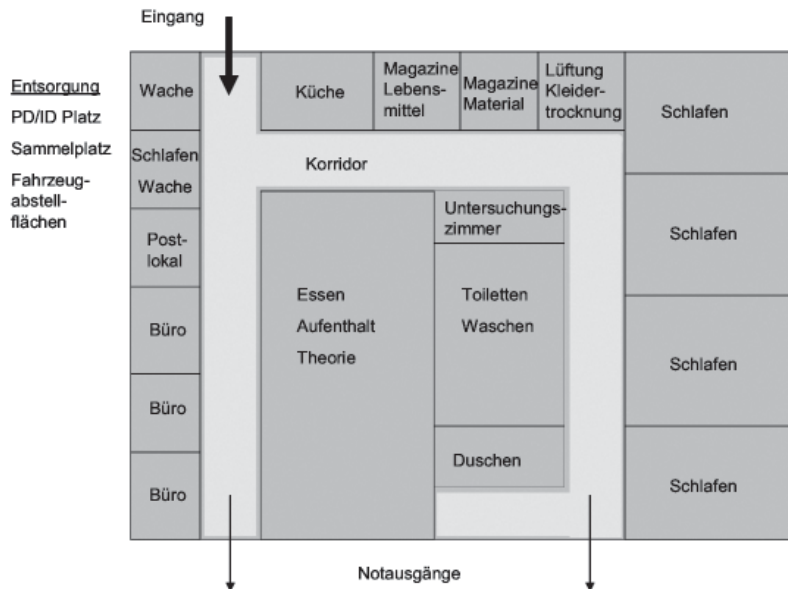 Eingang
Entsorgung
PD/ID Platz
Sammelplatz
Fahrzeug-
abstell-
flächen
Wache
Schlafen
Wache
Post-
lokal
Büro
Büro
Büro
Küche
Magazine
Lebens-
mittel
Magazine
Material
Lüftung
Kleider-
trocknung
Korridor
Essen
Aufenthalt
Theorie
Untersuchungs-
zimmer
Toiletten
Waschen
Duschen
Schlafen
Schlafen
Schlafen
Schlafen
Notausgänge